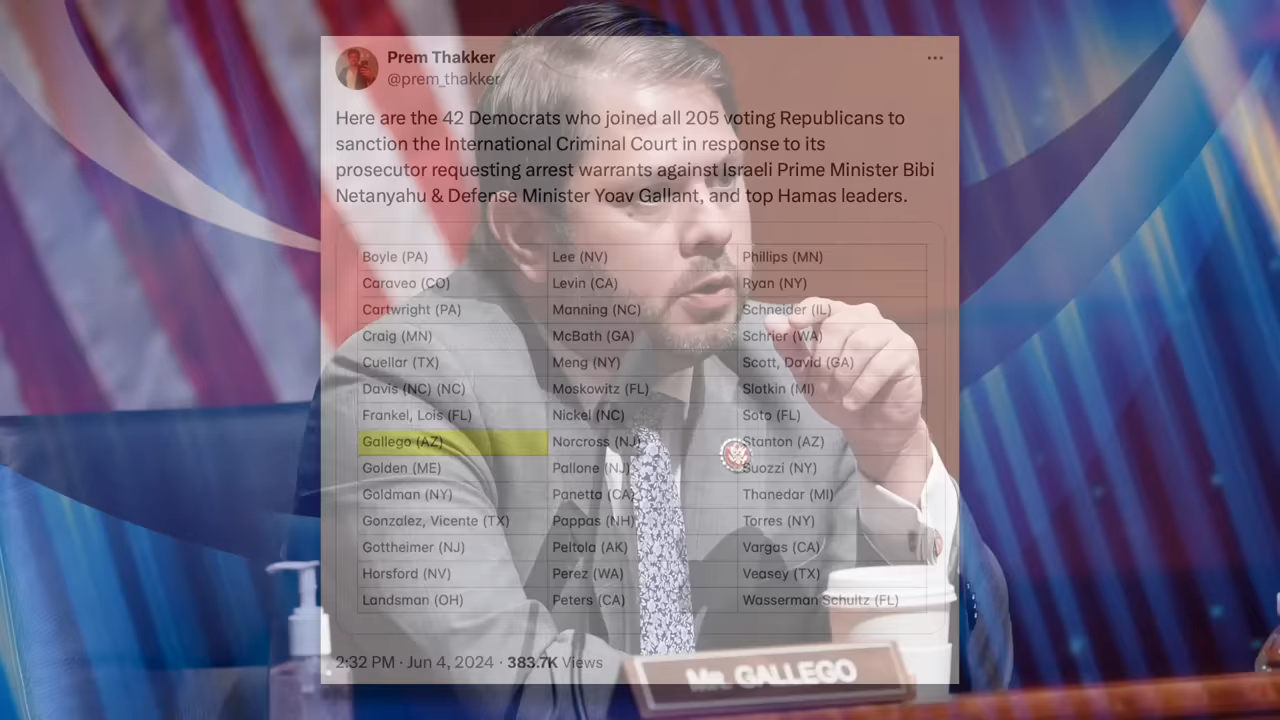 Prem Thakker
@prem_thakker
Here are the 42 Democrats who joined all 205 voting Republicans to
sanction the International Criminal Court in response to its
prosecutor requesting arrest warrants against Israeli Prime Minister Bibi
Netanyahu & Defense Minister Yoav Gallant, and top Hamas leaders.
Boyle (PA) Lee (NV) Phillips (MN)
Caraveo (CO) Levin (CA) Ryan (NY)
Cartwright (PA) Manning (NC) Schneider (IL)
Craig (MN) McBath (GA) Schrier (WA)
Cuellar (TX) Meng (NY) Scott, David (GA)
Davis (NC) (NC) Moskowitz (FL) Slotkin (MI)
Frankel, Lois (FL) Nickel (NC) Soto (FL)
Gallego (AZ) Norcross (NJ) Stanton (AZ)
Golden (ME) Pallone (NJ) Suozzi (NY)
Goldman (NY) Panetta (CA) Thanedar (MI)
Gonzalez, Vicente (TX) Pappas (NH) Torres (NY)
Gottheimer (NJ) Peltola (AK) Vargas (CA)
Horsford (NV) Perez (WA) Veasey (TX)
Landsman (OH) Peters (CA) Wasserman Schultz (FL)
2:32 PM · Jun 4, 2024 · 383.7K Views
Mr. GALLEGO